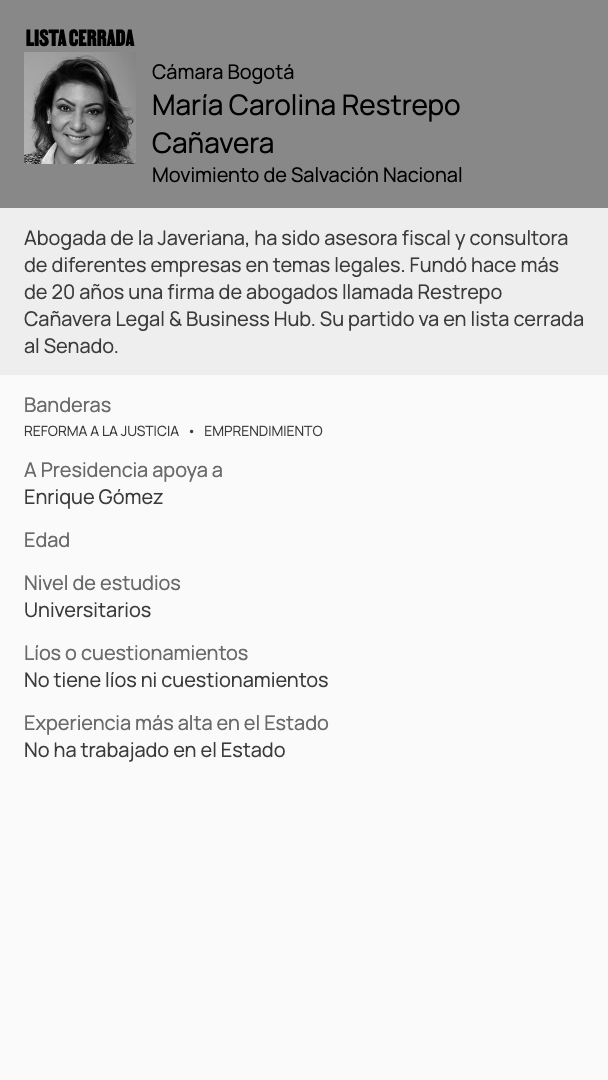 LISTA CERRADA
Cámara Bogotá
María Carolina Restrepo
Cañavera
Movimiento de Salvación Nacional
Abogada de la Javeriana, ha sido asesora fiscal y consultora
de diferentes empresas en temas legales. Fundó hace más
de 20 años una firma de abogados llamada Restrepo
Cañavera Legal & Business Hub. Su partido va en lista cerrada
al Senado.
Banderas
REFORMA A LA JUSTICIA • EMPRENDIMIENTO
A Presidencia apoya a
Enrique Gómez
Edad
Nivel de estudios
Universitarios
Líos o cuestionamientos
No tiene líos ni cuestionamientos
Experiencia más alta en el Estado
No ha trabajado en el Estado